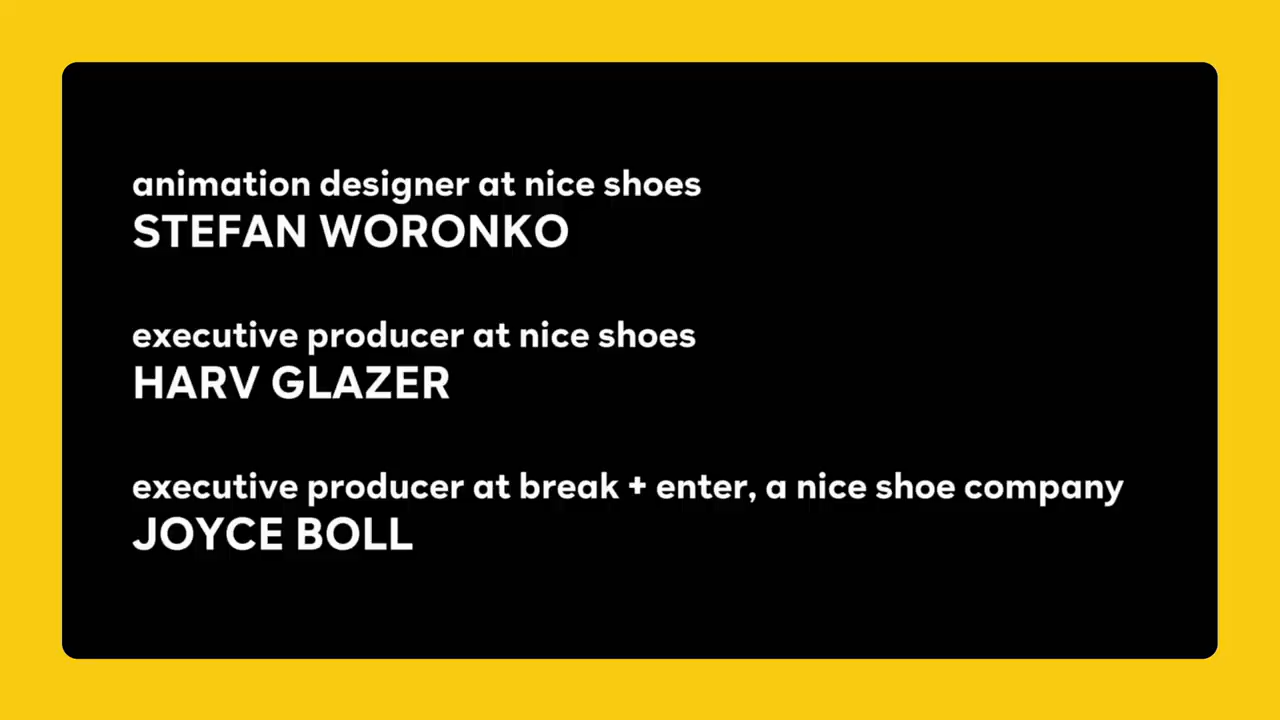 animation designer at nice shoes
STEFAN WORONKO
executive producer at nice shoes
HARV GLAZER
executive producer at break + enter, a nice shoe company
JOYCE BOLL